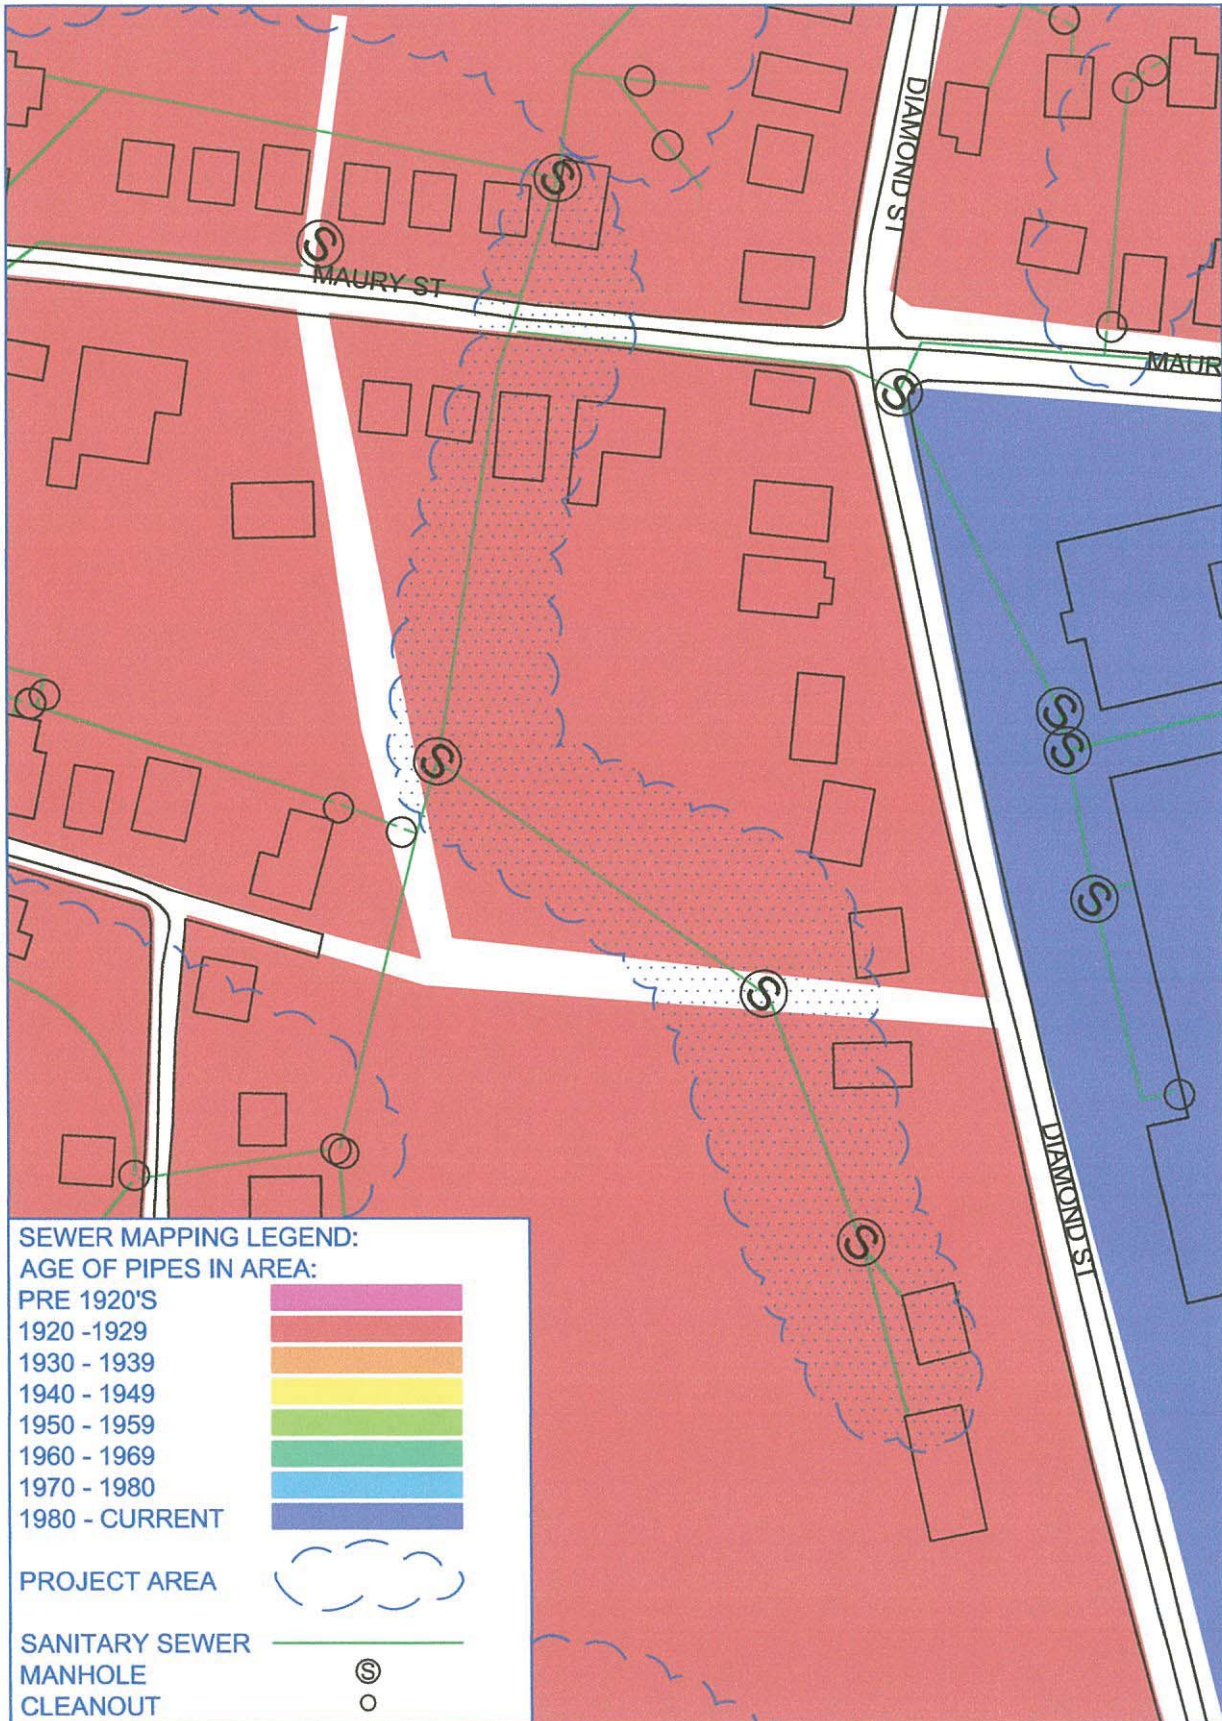 DIAMOND ST
MAURY ST
MAUR
DIAMOND ST
S
S
S
S
S
S
S
S
S
SEWER MAPPING LEGEND:
AGE OF PIPES IN AREA:
PRE 1920'S
1920 -1929
1930 - 1939
1940 - 1949
1950 - 1959
1960 - 1969
1970 - 1980
1980 - CURRENT
PROJECT AREA
SANITARY SEWER
MANHOLE S
CLEANOUT